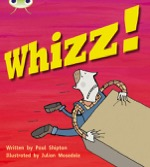 Whizz!
Written by Paul Shipton
Illustrated by Julian Mosedale